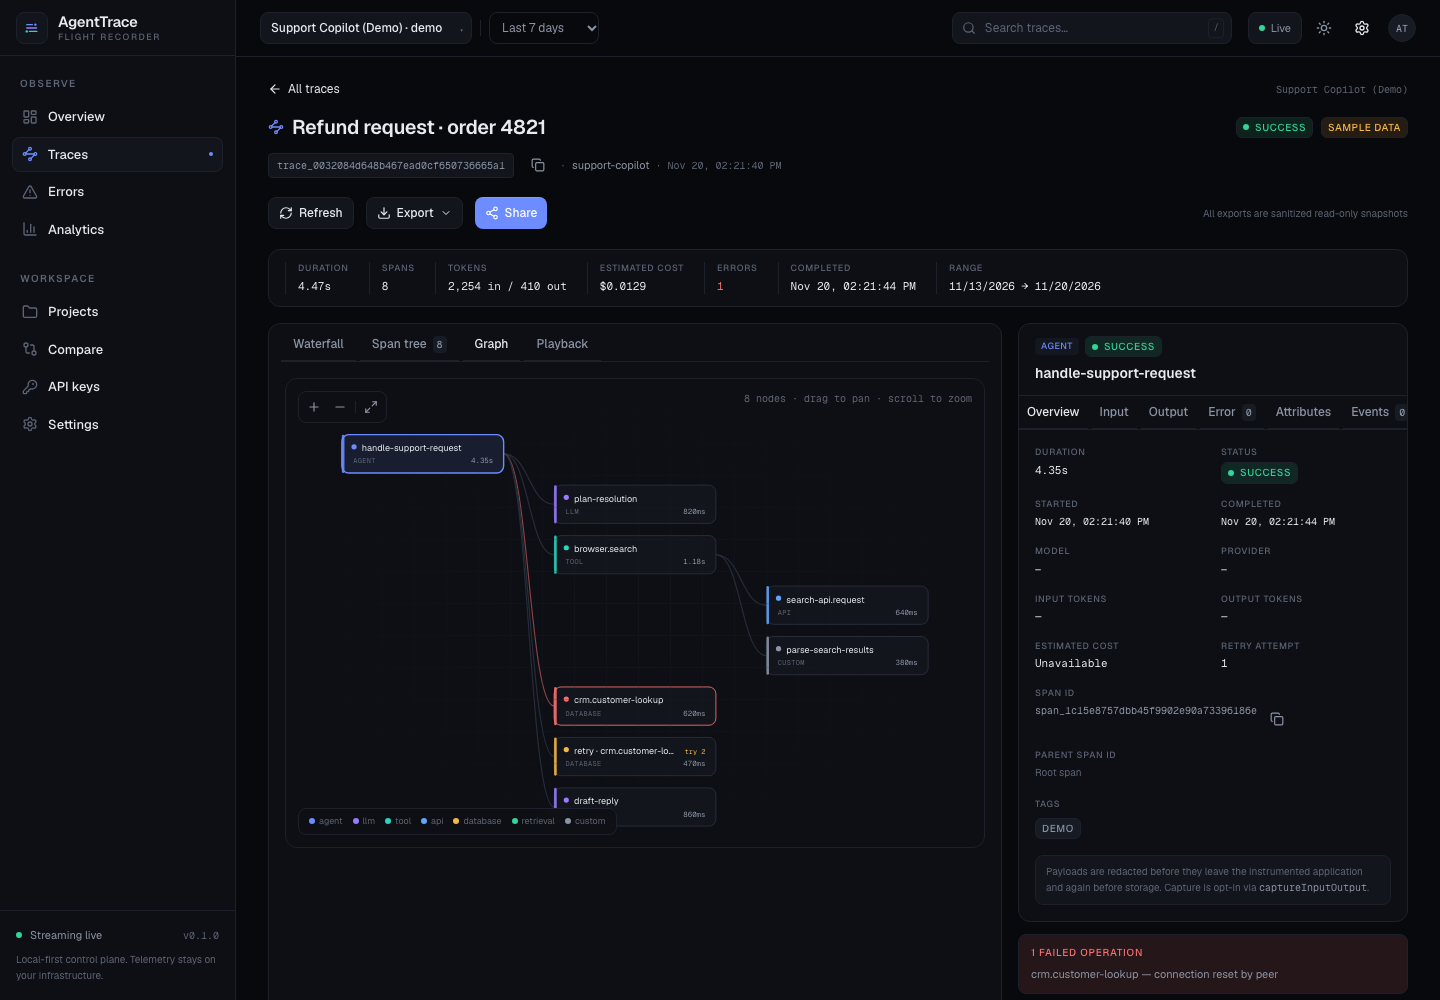 AgentTrace
FLIGHT RECORDER
Support Copilot (Demo) · demo
Last 7 days
Search traces...
/
Live
AT
OBSERVE
Overview
Traces
Errors
Analytics
WORKSPACE
Projects
Compare
API keys
Settings
Streaming live
v0.1.0
Local-first control plane. Telemetry stays on
your infrastructure.
All traces
Support Copilot (Demo)
Refund request · order 4821
SUCCESS
SAMPLE DATA
trace_0032084d648b467ead0cf650736665a1
· support-copilot · Nov 20, 02:21:40 PM
Refresh
Export
Share
All exports are sanitized read-only snapshots
DURATION
4.47s
SPANS
8
TOKENS
2,254 in / 410 out
ESTIMATED COST
$0.0129
ERRORS
1
COMPLETED
Nov 20, 02:21:44 PM
RANGE
11/13/2026 → 11/20/2026
Waterfall
Span tree 8
Graph
Playback
8 nodes · drag to pan · scroll to zoom
handle-support-request
AGENT 4.35s
plan-resolution
LLM 820ms
browser.search
TOOL 1.18s
search-api.request
API 640ms
parse-search-results
CUSTOM 380ms
crm.customer-lookup
DATABASE 620ms
retry · crm.customer-lo... try 2
DATABASE 470ms
draft-reply
860ms
agent
llm
tool
api
database
retrieval
custom
AGENT
SUCCESS
handle-support-request
Overview
Input
Output
Error 0
Attributes
Events 0
DURATION
4.35s
STATUS
SUCCESS
STARTED
Nov 20, 02:21:40 PM
COMPLETED
Nov 20, 02:21:44 PM
MODEL
—
PROVIDER
—
INPUT TOKENS
—
OUTPUT TOKENS
—
ESTIMATED COST
Unavailable
RETRY ATTEMPT
1
SPAN ID
span_1c15e8757dbb45f9902e90a73396186e
PARENT SPAN ID
Root span
TAGS
DEMO
Payloads are redacted before they leave the instrumented application
and again before storage. Capture is opt-in via captureInputOutput.
1 FAILED OPERATION
crm.customer-lookup — connection reset by peer